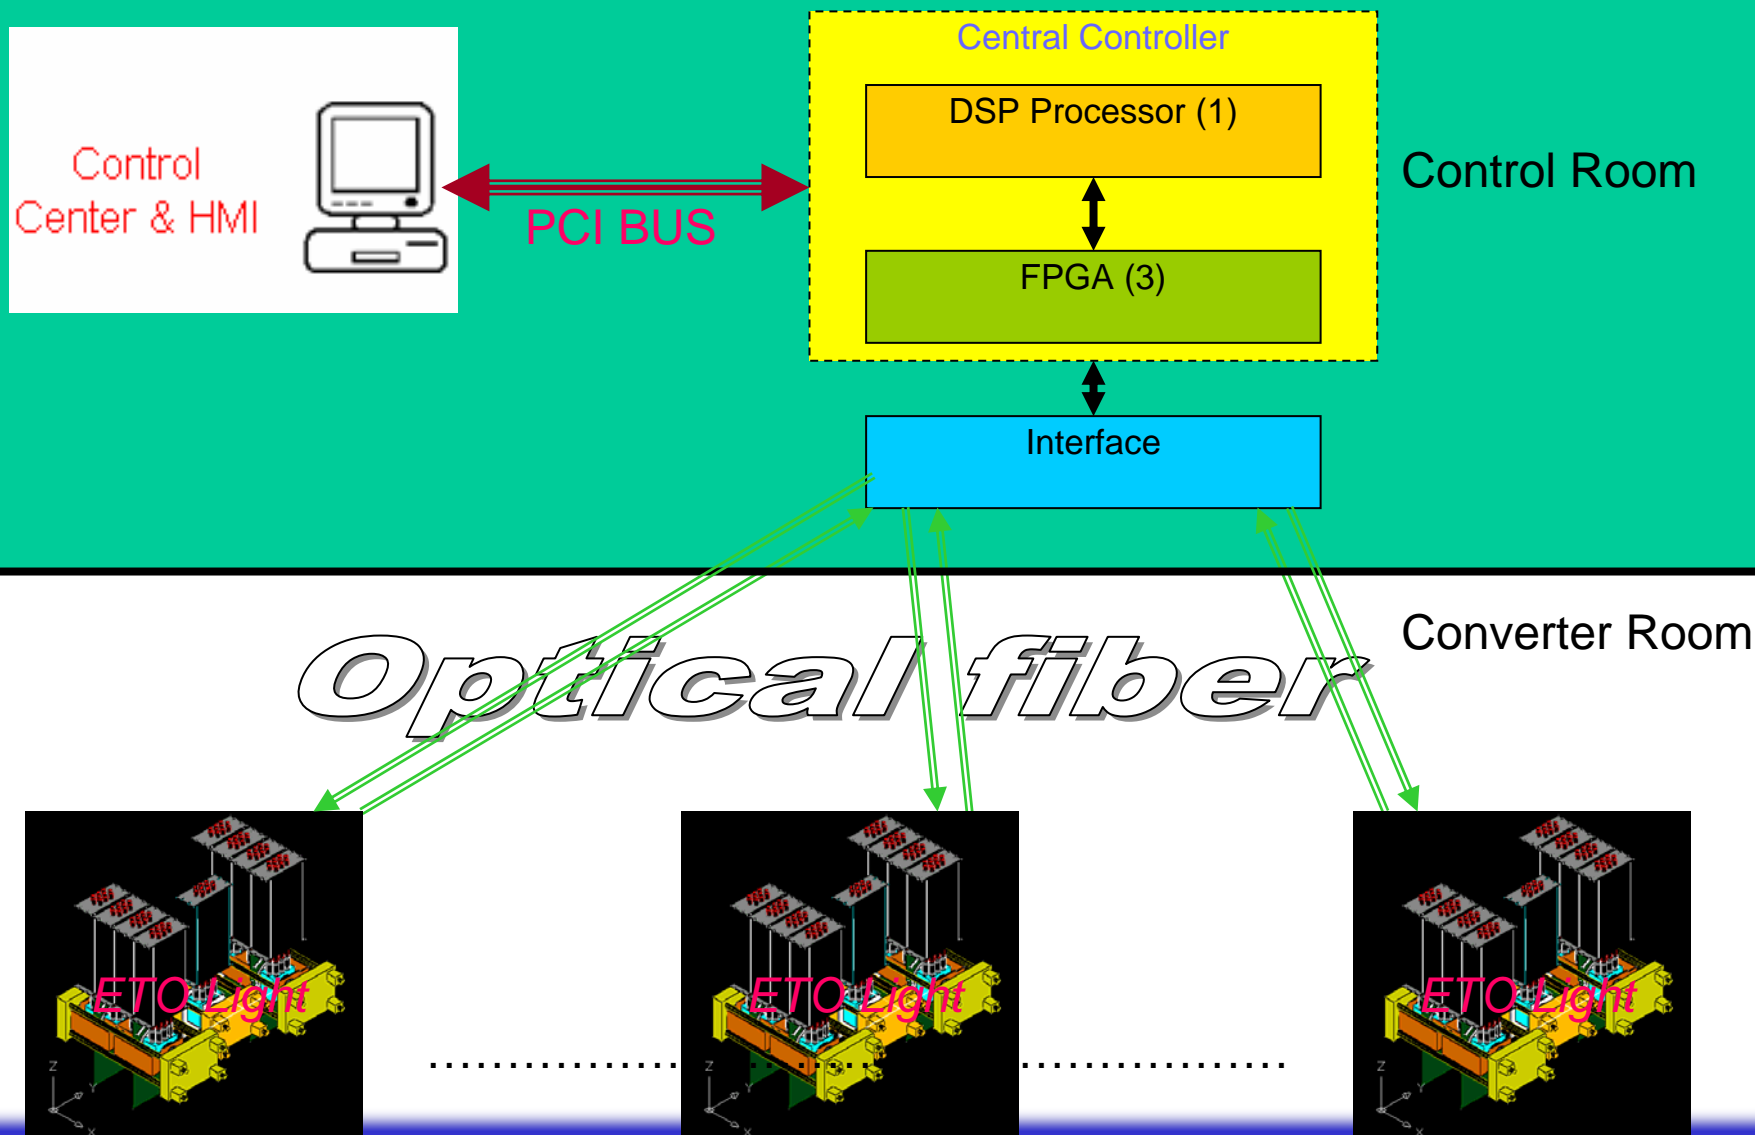 Central Controller
DSP Processor (1)
Control
Center & HMI
PCI BUS
Control Room
FPGA (3)
Interface
Converter Room
Optical fiber
ETO Light
ETO Light
ETO Light
Z
Y
X
Z
Y
X
Z
Y
X